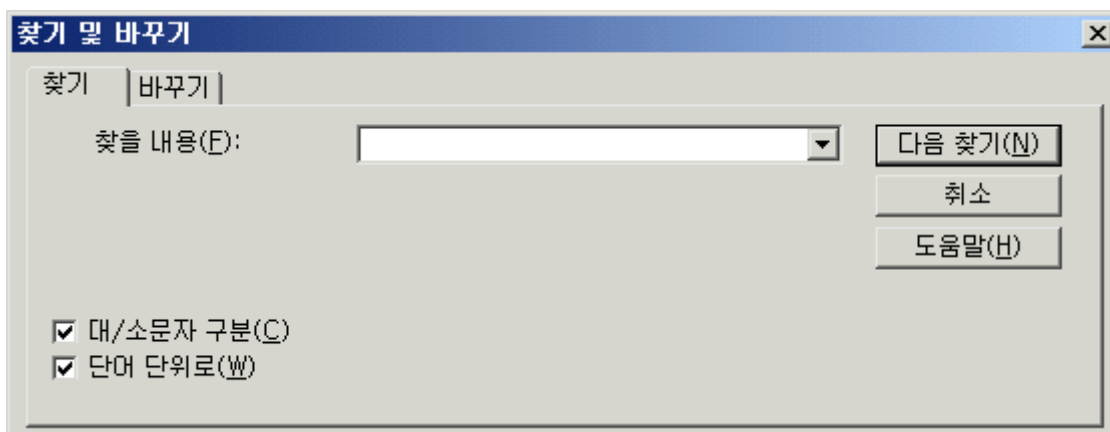 찾기 및 바꾸기
찾기 바꾸기
찾을 내용(F): 다음 찾기(N)
취소
도움말(H)
대/소문자 구분(C)
단어 단위로(W)